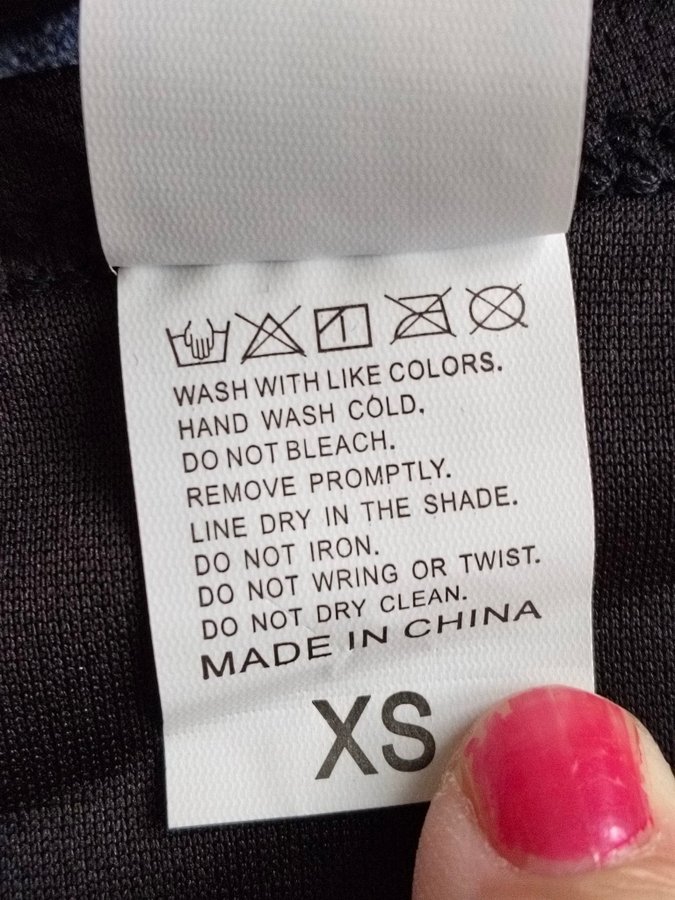 WASH WITH LIKE COLORS.
HAND WASH COLD.
DO NOT BLEACH.
REMOVE PROMPTLY.
LINE DRY IN THE SHADE.
DO NOT IRON.
DO NOT WRING OR TWIST.
DO NOT DRY CLEAN.
MADE IN CHINA
XS